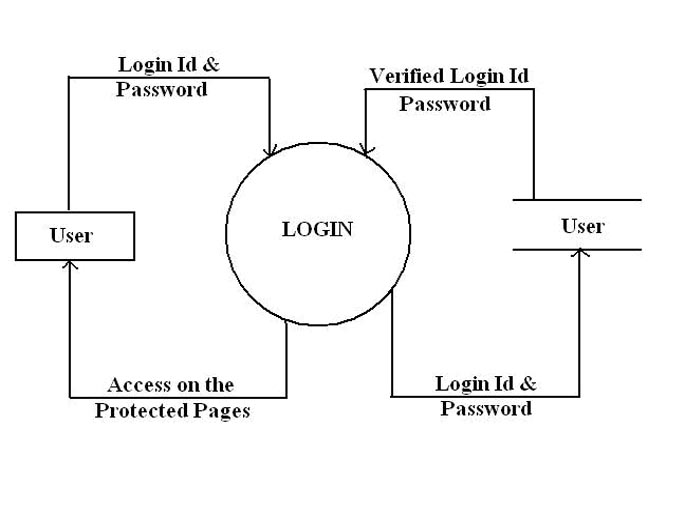 Login Id &
Password
Verified Login Id
Password
User
LOGIN
User
Access on the
Protected Pages
Login Id &
Password